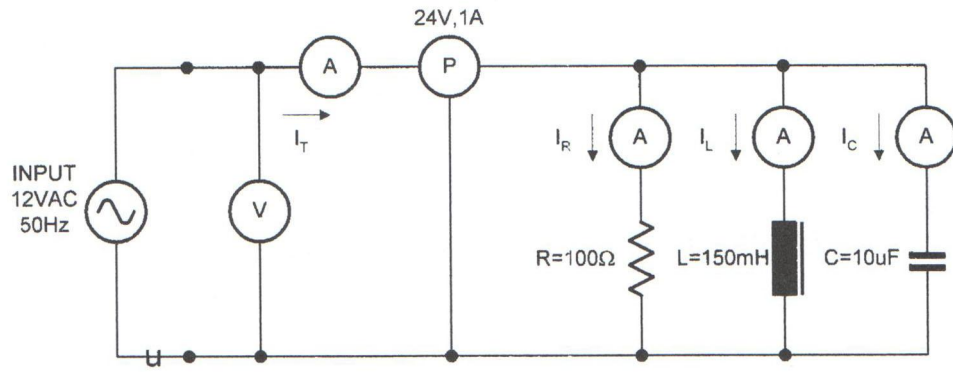 24V,1A
A
P
I_T
I_R
A
I_L
A
I_C
A
INPUT
12VAC
50Hz
V
R=100Ω
L=150mH
C=10uF
u